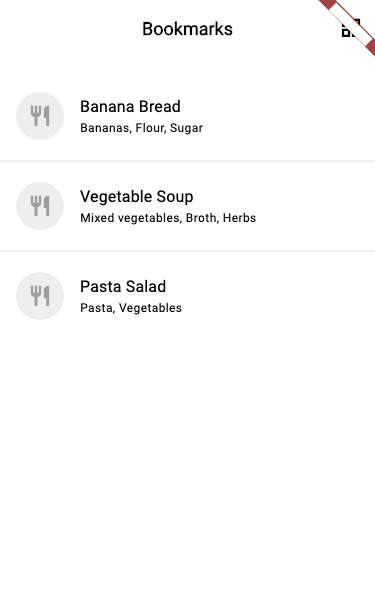 Bookmarks
Banana Bread
Bananas, Flour, Sugar
Vegetable Soup
Mixed vegetables, Broth, Herbs
Pasta Salad
Pasta, Vegetables